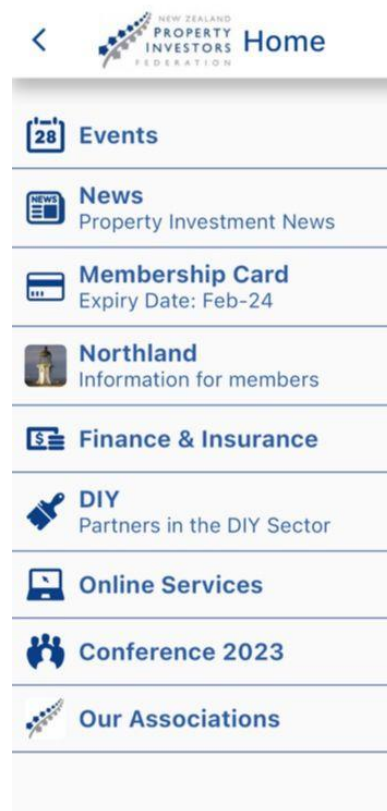 NEW ZEALAND
PROPERTY
INVESTORS
FEDERATION
Home
28
Events
NEWS
News
Property Investment News
Membership Card
Expiry Date: Feb-24
Northland
Information for members
$
Finance & Insurance
DIY
Partners in the DIY Sector
Online Services
Conference 2023
Our Associations